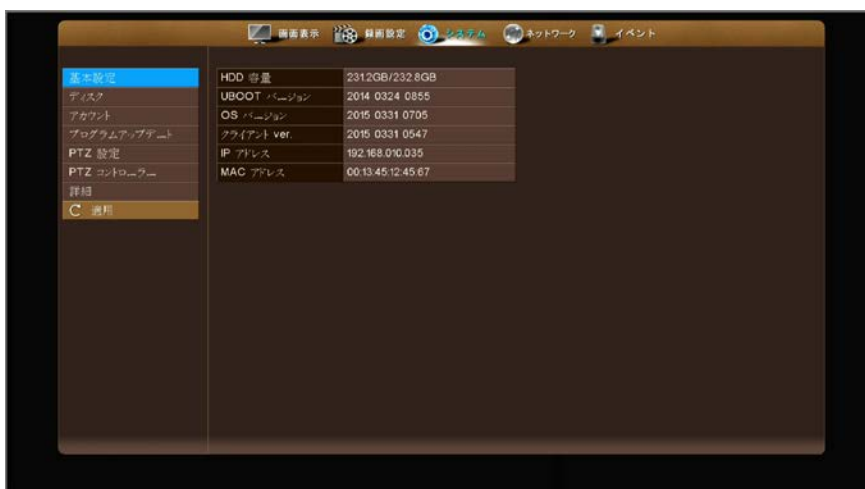 画面表示 録画設定 システム ネットワーク イベント
基本設定
ディスク
アカウント
プログラムアップデート
PTZ 設定
PTZ コントローラー
詳細
C 適用
HDD 容量 231.2GB/232.8GB
UBOOT バージョン 2014 0324 0855
OS バージョン 2015 0331 0705
クライアント ver. 2015 0331 0547
IP アドレス 192.168.010.035
MAC アドレス 00:13:45:12:45:67